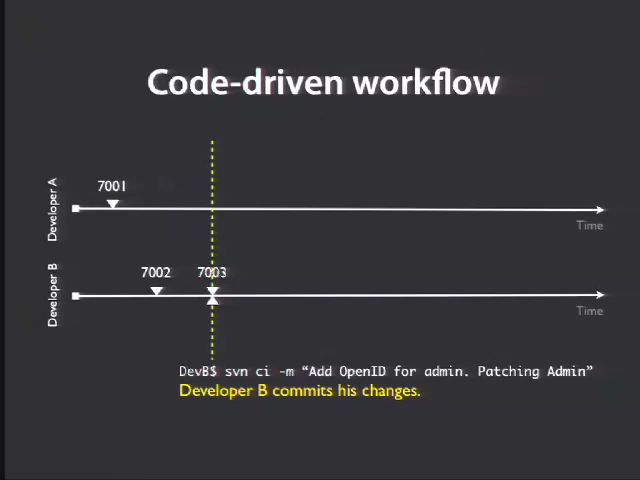 Code-driven workflow
7001
Developer A
Time
7002 7003
Developer B
Time
DevB$ svn ci -m “Add OpenID for admin. Patching Admin”
Developer B commits his changes.